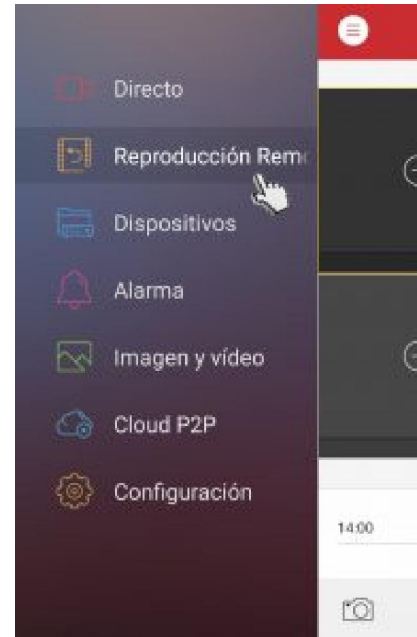 Directo
Reproducción Rem
Dispositivos
Alarma
Imagen y vídeo
Cloud P2P
Configuración
14:00